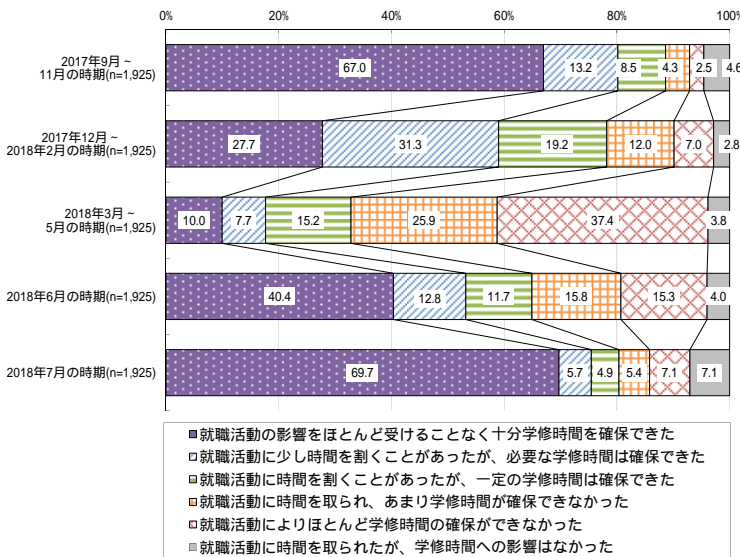 0% 20% 40% 60% 80% 100%
2017年9月～
11月の時期(n=1,925)
67.0 13.2 8.5 4.3 2.5 4.6
2017年12月～
2018年2月の時期(n=1,925)
27.7 31.3 19.2 12.0 7.0 2.8
2018年3月～
5月の時期(n=1,925)
10.0 7.7 15.2 25.9 37.4 3.8
2018年6月の時期(n=1,925)
40.4 12.8 11.7 15.8 15.3 4.0
2018年7月の時期(n=1,925)
69.7 5.7 4.9 5.4 7.1 7.1
就職活動の影響をほとんど受けることなく十分学修時間を確保できた
就職活動に少し時間を割くことがあったが、必要な学修時間は確保できた
就職活動に時間を割くことがあったが、一定の学修時間は確保できた
就職活動に時間を取られ、あまり学修時間が確保できなかった
就職活動によりほとんど学修時間の確保ができなかった
就職活動に時間を取られたが、学修時間への影響はなかった